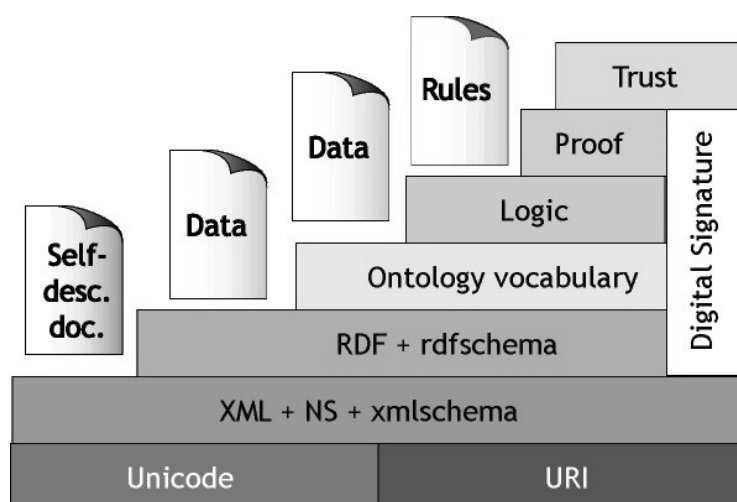 Rules
Trust
Data
Proof
Data
Logic
Self-
desc.
doc.
Ontology vocabulary
Digital Signature
RDF + rdfschema
XML + NS + xmlschema
Unicode
URI